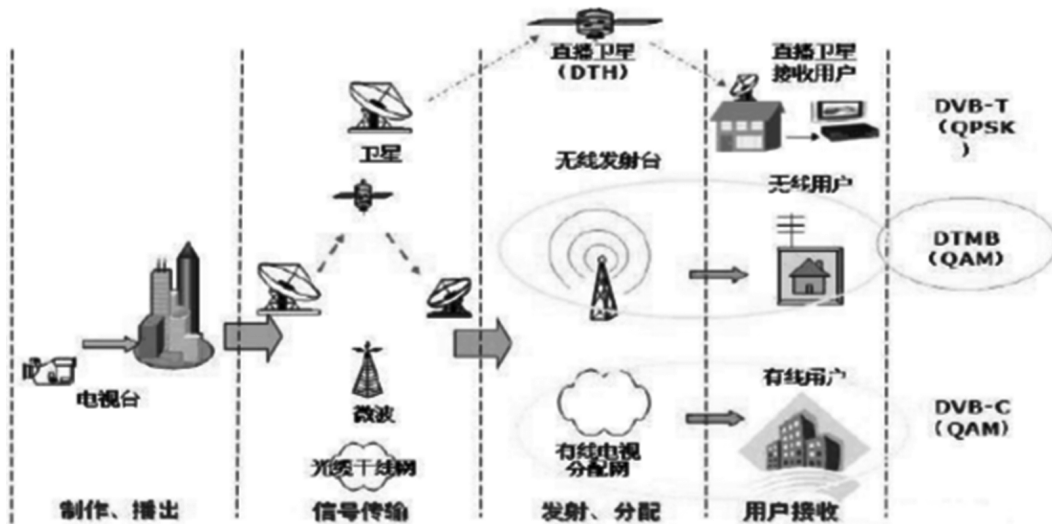 直播卫星
(DTH)
直播卫星
接收用户
DVB-T
(QPSK
)
卫星
无线发射台
无线用户
DTMB
(QAM)
电视台
微波
有线用户
DVB-C
(QAM)
光缆干线网
有线电视
分配网
制作、播出
信号传输
发射、分配
用户接收